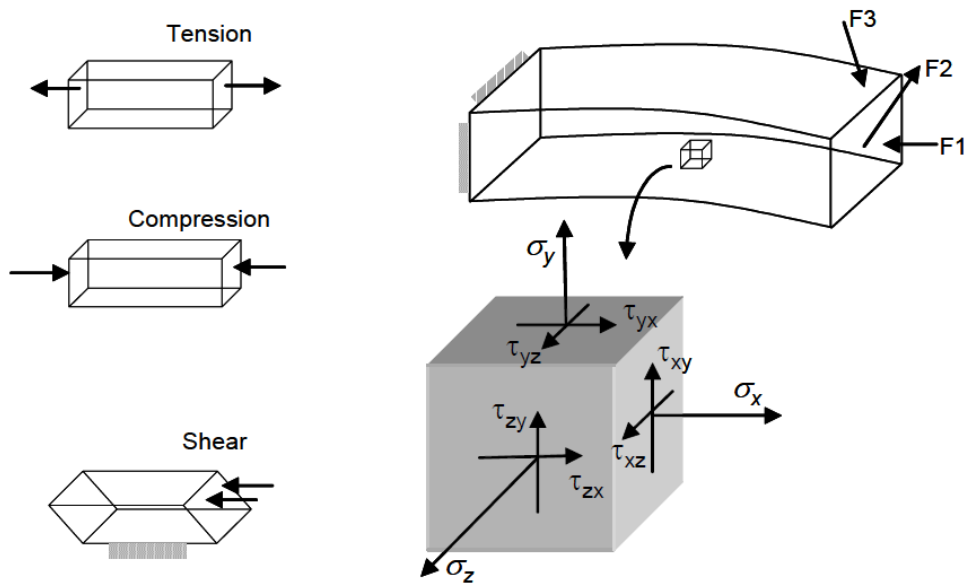 Tension
Compression
Shear
F3
F2
F1
σy
τyx
τyz
τxy
σx
τzy
τxz
τzx
σz